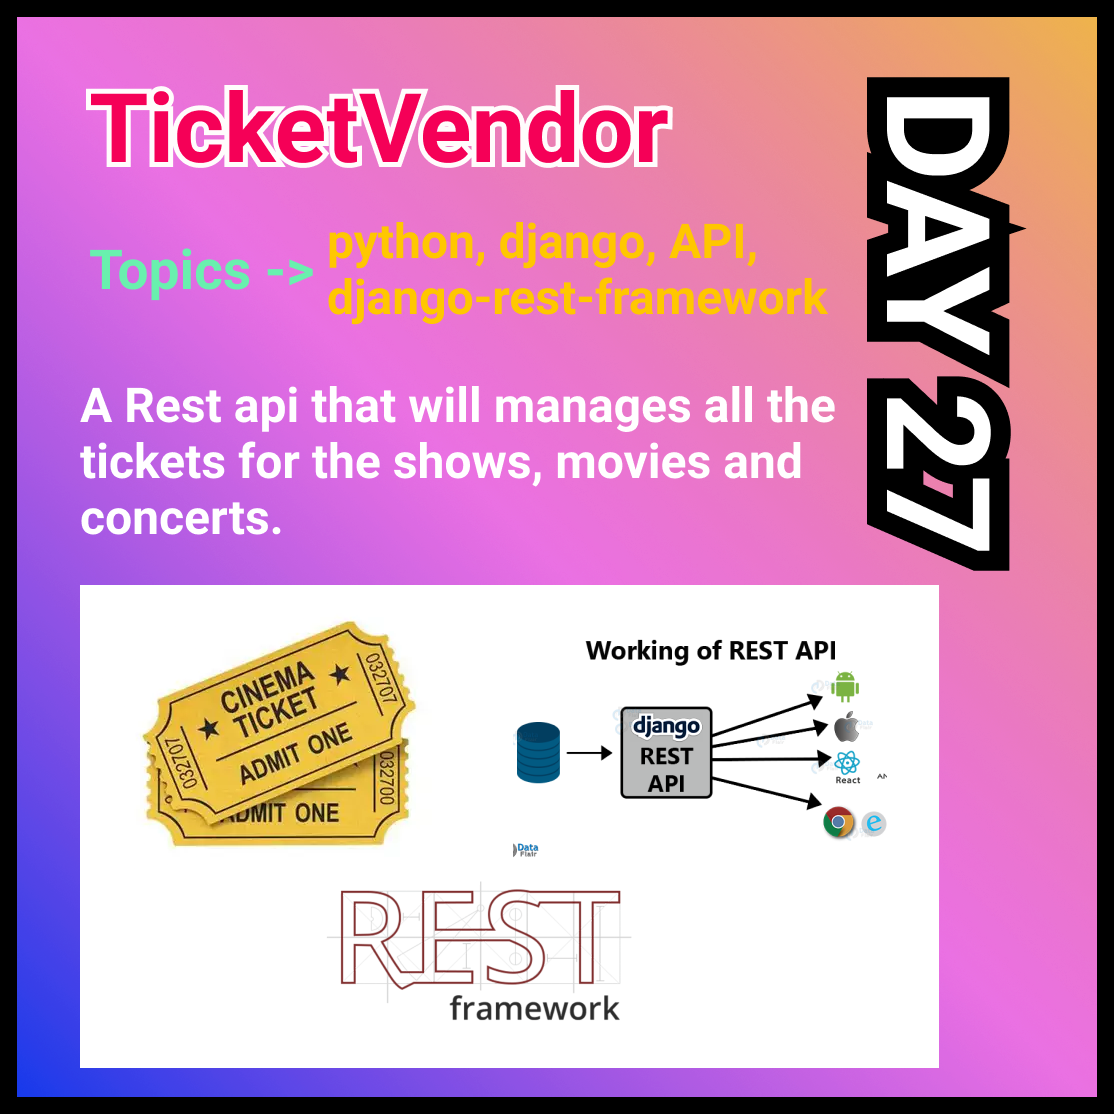 TicketVendor
DAY 27
Topics -> python, django, API,
django-rest-framework
A Rest api that will manages all the
tickets for the shows, movies and
concerts.
CINEMA
TICKET
ADMIT ONE
032707
032707
ADMIT ONE
032700
Working of REST API
django
REST
API
React
Data
Flair
REST
framework